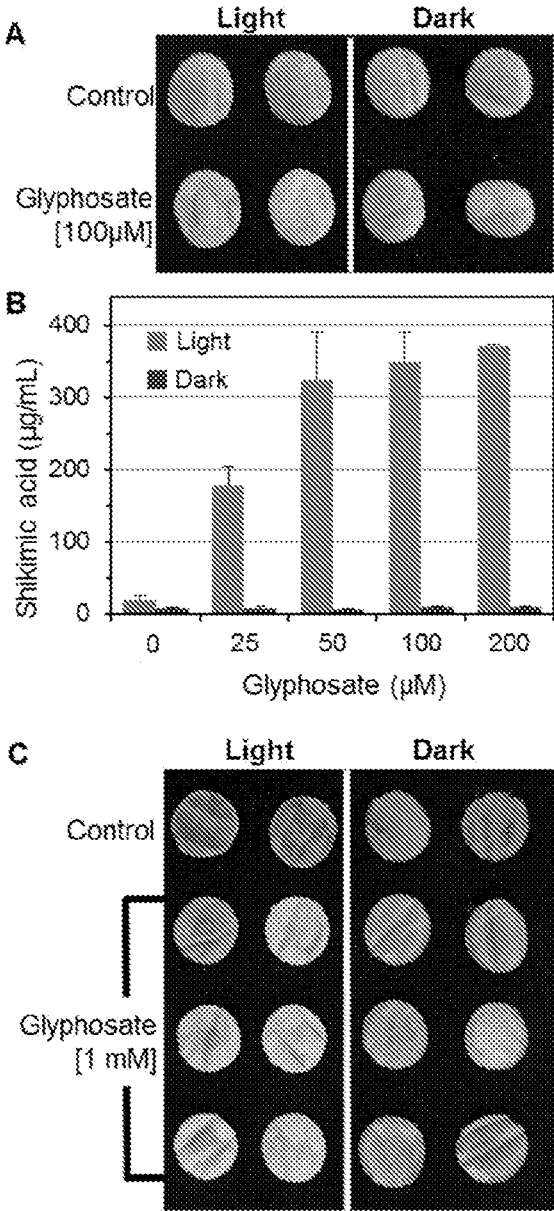 A
Light Dark
Control
Glyphosate
[100µM]
B
Shikimic acid (µg/mL)
400
300
200
100
0
Light
Dark
0 25 50 100 200
Glyphosate (µM)
C
Light Dark
Control
Glyphosate
[1 mM]